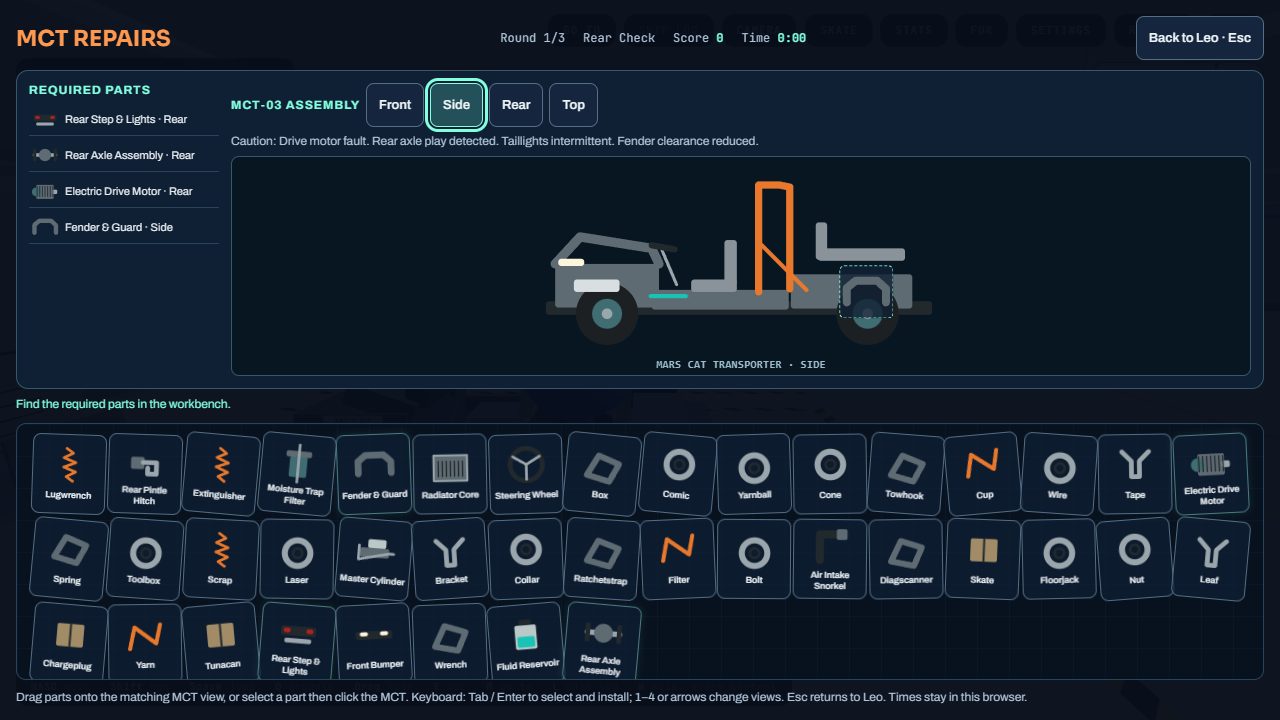 MCT REPAIRS
Round 1/3 Rear Check Score 0 Time 0:00
Back to Leo · Esc
REQUIRED PARTS
Rear Step & Lights · Rear
Rear Axle Assembly · Rear
Electric Drive Motor · Rear
Fender & Guard · Side
MCT-03 ASSEMBLY
Front
Side
Rear
Top
Caution: Drive motor fault. Rear axle play detected. Taillights intermittent. Fender clearance reduced.
MARS CAT TRANSPORTER · SIDE
Find the required parts in the workbench.
Lugwrench
Rear Pintle
Hitch
Extinguisher
Moisture Trap
Filter
Fender & Guard
Radiator Core
Steering Wheel
Box
Comic
Yarnball
Cone
Towhook
Cup
Wire
Tape
Electric Drive
Motor
Spring
Toolbox
Scrap
Laser
Master Cylinder
Bracket
Collar
Ratchetstrap
Filter
Bolt
Air Intake
Snorkel
Diagscanner
Skate
Floorjack
Nut
Leaf
Chargeplug
Yarn
Tunacan
Rear Step &
Lights
Front Bumper
Wrench
Fluid Reservoir
Rear Axle
Assembly
Drag parts onto the matching MCT view, or select a part then click the MCT. Keyboard: Tab / Enter to select and install; 1–4 or arrows change views. Esc returns to Leo. Times stay in this browser.